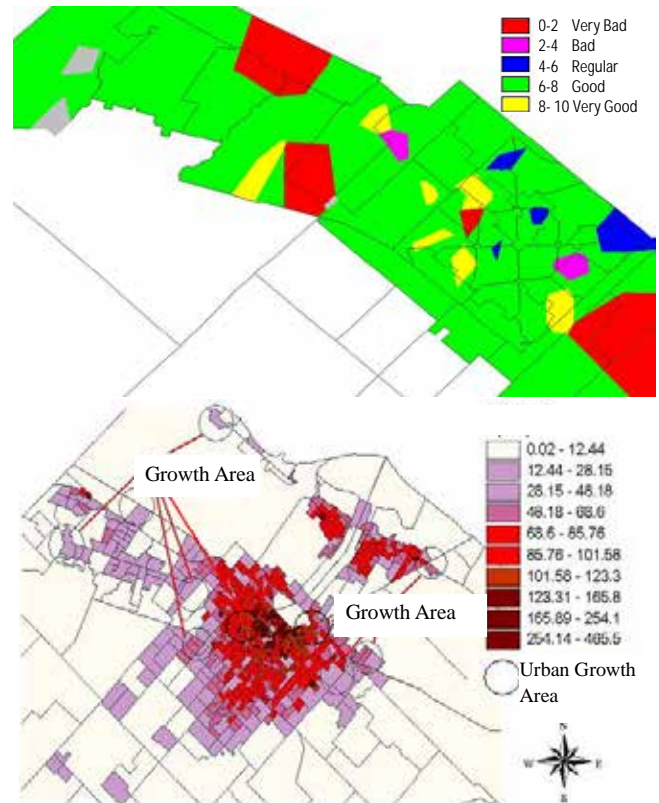 0-2 Very Bad
2-4 Bad
4-6 Regular
6-8 Good
8- 10 Very Good
Growth Area
0.02 - 12.44
12.44 - 28.15
28.15 - 48.18
48.18 - 68.6
68.6 - 85.76
85.76 - 101.58
101.58 - 123.3
123.31 - 165.8
165.89 - 254.1
254.14 - 465.5
Growth Area
Urban Growth
Area
N
W E
S